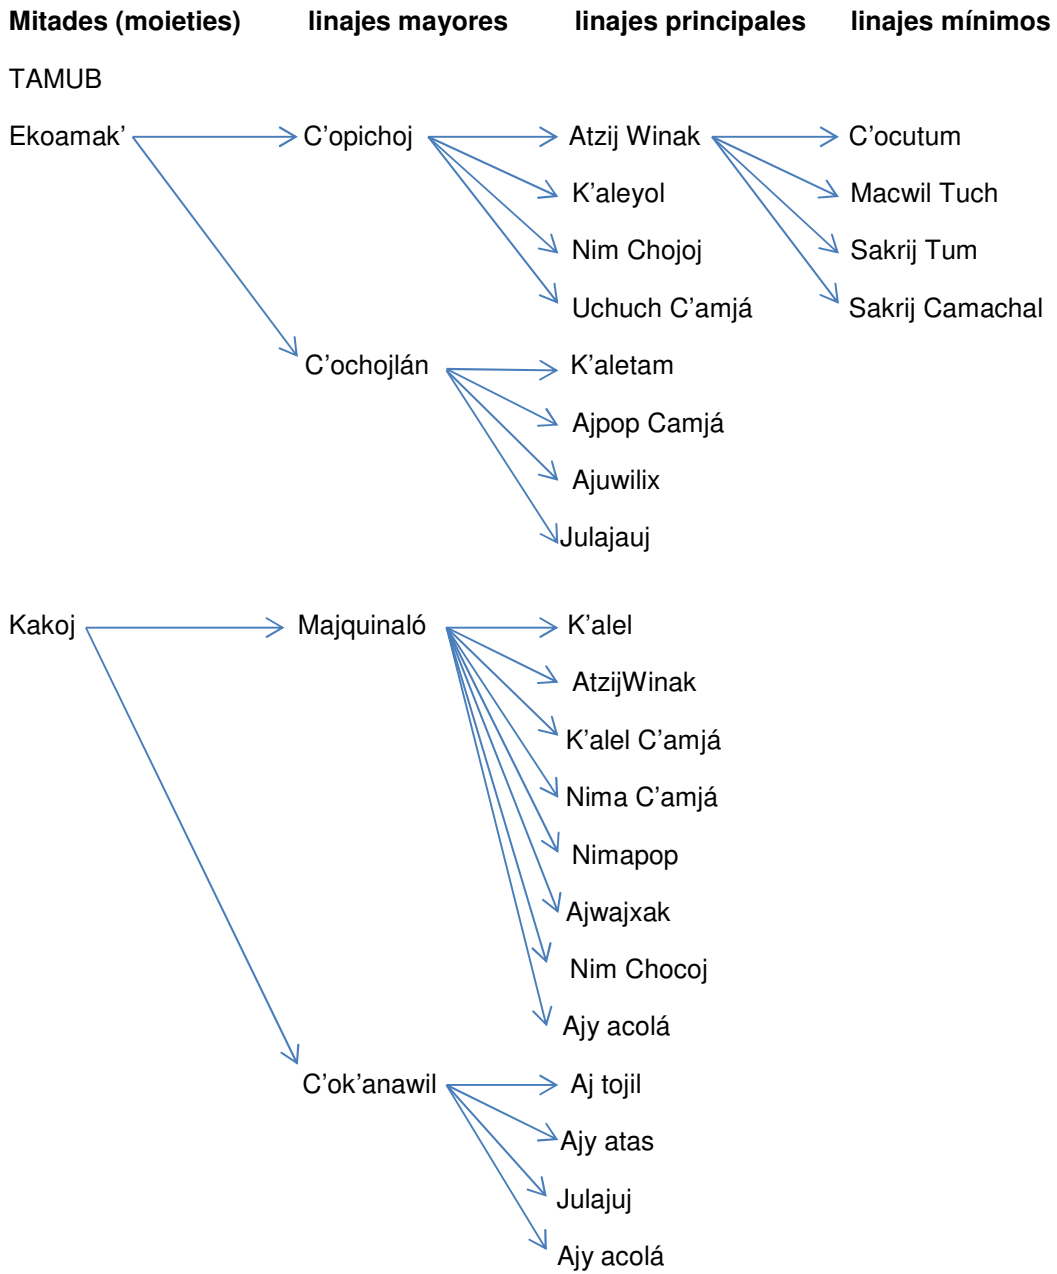 Mitades (moieties) linajes mayores linajes principales linajes mínimos
TAMUB
Ekoamak’ C’opichoj Atzij Winak C’ocutum
K’aleyol Macwil Tuch
Nim Chojoj Sakrij Tum
Uchuch C’amjá Sakrij Camachal
C’ochojlán K’aletam
Ajpop Camjá
Ajuwilix
Julajauj
Kakoj Majquinaló K’alel
AtzijWinak
K’alel C’amjá
Nima C’amjá
Nimapop
Ajwajxak
Nim Chocoj
Ajy acolá
C’ok’anawil Aj tojil
Ajy atas
Julajuj
Ajy acolá